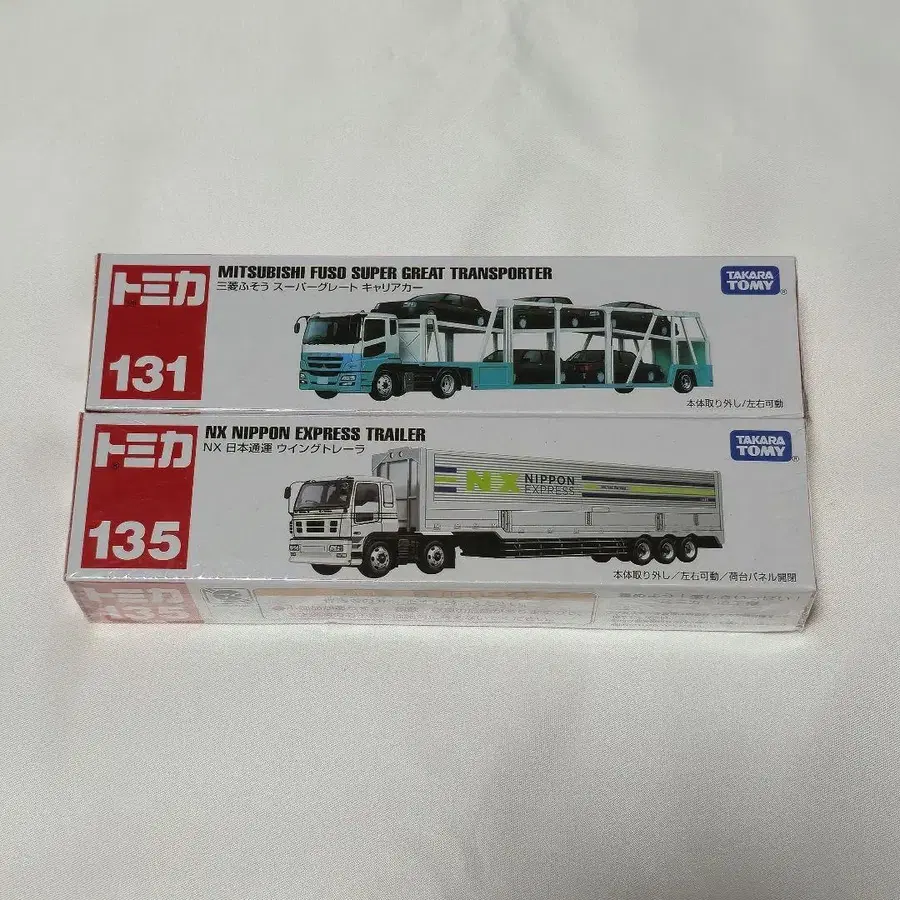 トミカ
131
MITSUBISHI FUSO SUPER GREAT TRANSPORTER
三菱ふそう スーパーグレート キャリアカー
TAKARA
TOMY
®
本体取り外し/左右可動
トミカ
135
NX NIPPON EXPRESS TRAILER
NX 日本通運 ウイングトレーラ
TAKARA
TOMY
®
NX NIPPON
EXPRESS
本体取り外し/左右可動/荷台パネル開閉
135